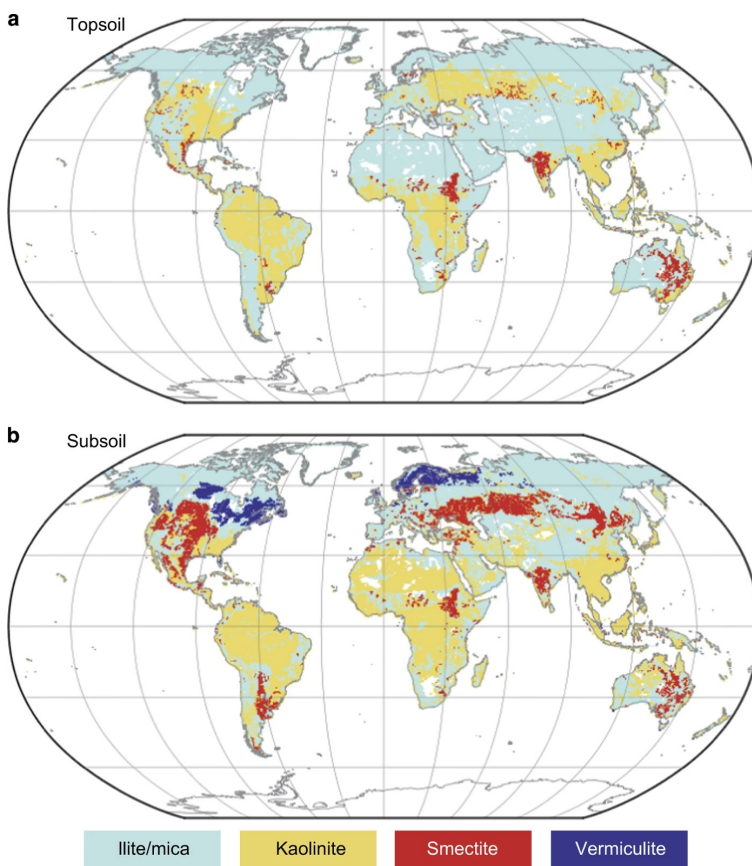 a
Topsoil
b
Subsoil
Ilite/mica
Kaolinite
Smectite
Vermiculite